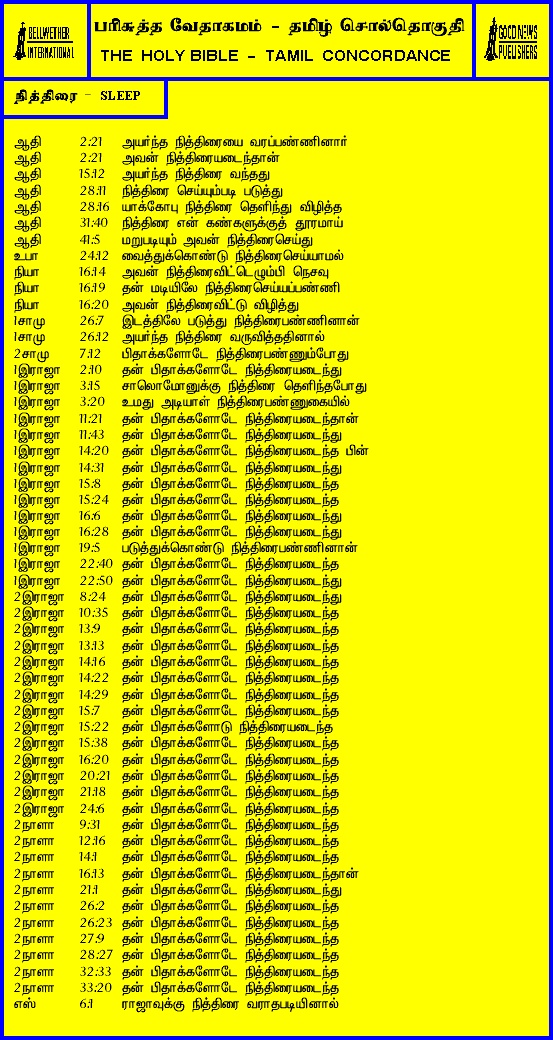 BELLWETHER
INTERNATIONAL
பரிசுத்த வேதாகமம் - தமிழ் சொல்தொகுதி
THE HOLY BIBLE - TAMIL CONCORDANCE
GOOD NEWS
PUBLISHERS
நித்திரை - SLEEP
ஆதி 2:21 அயர்ந்த நித்திரையை வரப்பண்ணினார்
ஆதி 2:21 அவன் நித்திரையடைந்தான்
ஆதி 15:12 அயர்ந்த நித்திரை வந்தது
ஆதி 28:11 நித்திரை செய்யும்படி படுத்து
ஆதி 28:16 யாக்கோபு நித்திரை தெளிந்து விழித்த
ஆதி 31:40 நித்திரை என் கண்களுக்குத் தூரமாய்
ஆதி 41:5 மறுபடியும் அவன் நித்திரைசெய்து
உபா 24:12 வைத்துக்கொண்டு நித்திரைசெய்யாமல்
நியா 16:14 அவன் நித்திரைவிட்டெழும்பி நெசவு
நியா 16:19 தன் மடியிலே நித்திரைசெய்யப்பண்ணி
நியா 16:20 அவன் நித்திரைவிட்டு விழித்து
1சாமு 26:7 இடத்திலே படுத்து நித்திரைபண்ணினான்
1சாமு 26:12 அயர்ந்த நித்திரை வருவித்ததினால்
2சாமு 7:12 பிதாக்களோடே நித்திரைபண்ணும்போது
1இராஜா 2:10 தன் பிதாக்களோடே நித்திரையடைந்து
1இராஜா 3:15 சாலொமோனுக்கு நித்திரை தெளிந்தபோது
1இராஜா 3:20 உமது அடியாள் நித்திரைபண்ணுகையில்
1இராஜா 11:21 தன் பிதாக்களோடே நித்திரையடைந்தான்
1இராஜா 11:43 தன் பிதாக்களோடே நித்திரையடைந்து
1இராஜா 14:20 தன் பிதாக்களோடே நித்திரையடைந்த பின்
1இராஜா 14:31 தன் பிதாக்களோடே நித்திரையடைந்து
1இராஜா 15:8 தன் பிதாக்களோடே நித்திரையடைந்த
1இராஜா 15:24 தன் பிதாக்களோடே நித்திரையடைந்த
1இராஜா 16:6 தன் பிதாக்களோடே நித்திரையடைந்து
1இராஜா 16:28 தன் பிதாக்களோடே நித்திரையடைந்து
1இராஜா 19:5 படுத்துக்கொண்டு நித்திரைபண்ணினான்
1இராஜா 22:40 தன் பிதாக்களோடே நித்திரையடைந்த
1இராஜா 22:50 தன் பிதாக்களோடே நித்திரையடைந்து
2இராஜா 8:24 தன் பிதாக்களோடே நித்திரையடைந்து
2இராஜா 10:35 தன் பிதாக்களோடே நித்திரையடைந்த
2இராஜா 13:9 தன் பிதாக்களோடே நித்திரையடைந்த
2இராஜா 13:13 தன் பிதாக்களோடே நித்திரையடைந்த
2இராஜா 14:16 தன் பிதாக்களோடே நித்திரையடைந்த
2இராஜா 14:22 தன் பிதாக்களோடே நித்திரையடைந்த
2இராஜா 14:29 தன் பிதாக்களோடே நித்திரையடைந்த
2இராஜா 15:7 தன் பிதாக்களோடே நித்திரையடைந்த
2இராஜா 15:22 தன் பிதாக்களோடு நித்திரையடைந்த
2இராஜா 15:38 தன் பிதாக்களோடே நித்திரையடைந்த
2இராஜா 16:20 தன் பிதாக்களோடே நித்திரையடைந்த
2இராஜா 20:21 தன் பிதாக்களோடே நித்திரையடைந்த
2இராஜா 21:18 தன் பிதாக்களோடே நித்திரையடைந்த
2இராஜா 24:6 தன் பிதாக்களோடே நித்திரையடைந்த
2நாளா 9:31 தன் பிதாக்களோடே நித்திரையடைந்த
2நாளா 12:16 தன் பிதாக்களோடே நித்திரையடைந்த
2நாளா 14:1 தன் பிதாக்களோடே நித்திரையடைந்த
2நாளா 16:13 தன் பிதாக்களோடே நித்திரையடைந்தான்
2நாளா 21:1 தன் பிதாக்களோடே நித்திரையடைந்து
2நாளா 26:2 தன் பிதாக்களோடே நித்திரையடைந்த
2நாளா 26:23 தன் பிதாக்களோடே நித்திரையடைந்த
2நாளா 27:9 தன் பிதாக்களோடே நித்திரையடைந்த
2நாளா 28:27 தன் பிதாக்களோடே நித்திரையடைந்த
2நாளா 32:33 தன் பிதாக்களோடே நித்திரையடைந்த
2நாளா 33:20 தன் பிதாக்களோடே நித்திரையடைந்த
எஸ் 6:1 ராஜாவுக்கு நித்திரை வராதபடியினால்